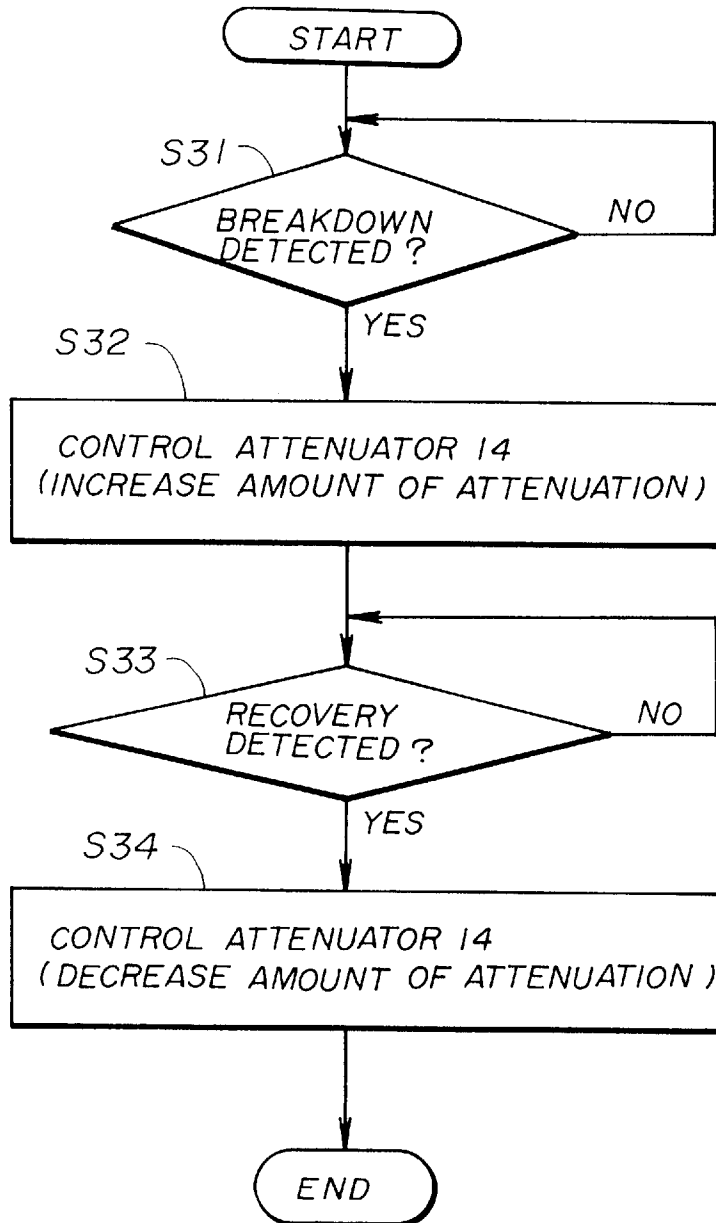 START
S31
BREAKDOWN
DETECTED ?
NO
YES
S32
CONTROL ATTENUATOR 14
(INCREASE AMOUNT OF ATTENUATION)
S33
RECOVERY
DETECTED ?
NO
YES
S34
CONTROL ATTENUATOR 14
(DECREASE AMOUNT OF ATTENUATION)
END